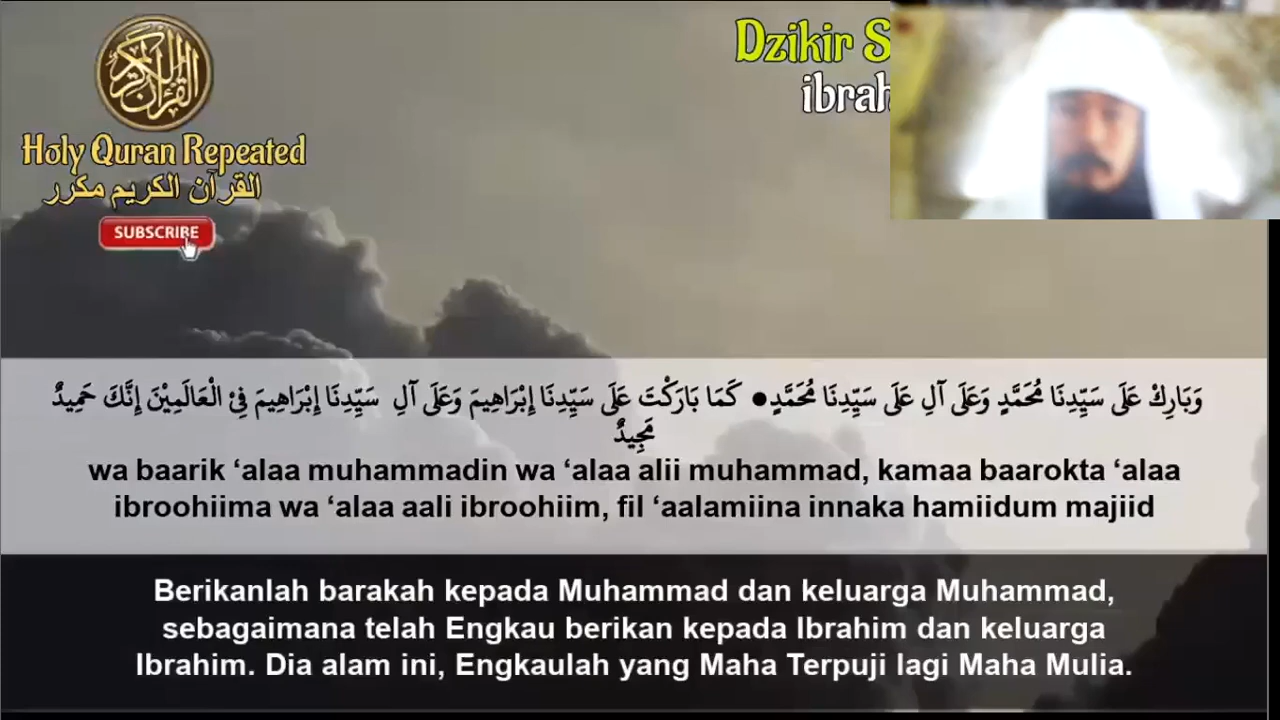 Dzikir S
ibrah
Holy Quran Repeated
القرآن الكريم مكرر
SUBSCRIBE
وَبَارِكْ عَلَى سَيِّدِنَا مُحَمَّدٍ وَعَلَى آلِ عَلَى سَيِّدِنَا مُحَمَّدٍ● كَمَا بَارَكْتَ عَلَى سَيِّدِنَا إِبْرَاهِيمَ وَعَلَى آلِ سَيِّدِنَا إِبْرَاهِيمَ فِيْ الْعَالَمِيْنَ إِنَّكَ حَمِيدٌ
مَجِيدٌ
wa baarik ‘alaa muhammadin wa ‘alaa alii muhammad, kamaa baarokta ‘alaa
ibroohiima wa ‘alaa aali ibroohiim, fil ‘aalamiina innaka hamiidum majiid
Berikanlah barakah kepada Muhammad dan keluarga Muhammad,
sebagaimana telah Engkau berikan kepada Ibrahim dan keluarga
Ibrahim. Dia alam ini, Engkaulah yang Maha Terpuji lagi Maha Mulia.